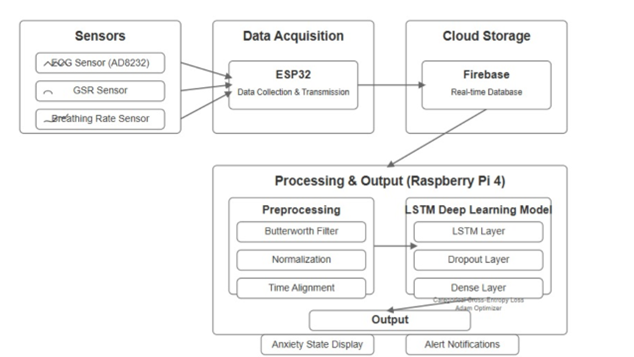 Sensors
ECG Sensor (AD8232)
GSR Sensor
Breathing Rate Sensor
Data Acquisition
ESP32
Data Collection & Transmission
Cloud Storage
Firebase
Real-time Database
Processing & Output (Raspberry Pi 4)
Preprocessing
Butterworth Filter
Normalization
Time Alignment
LSTM Deep Learning Model
LSTM Layer
Dropout Layer
Dense Layer
Categorical Cross-Entropy Loss
Adam Optimizer
Output
Anxiety State Display
Alert Notifications